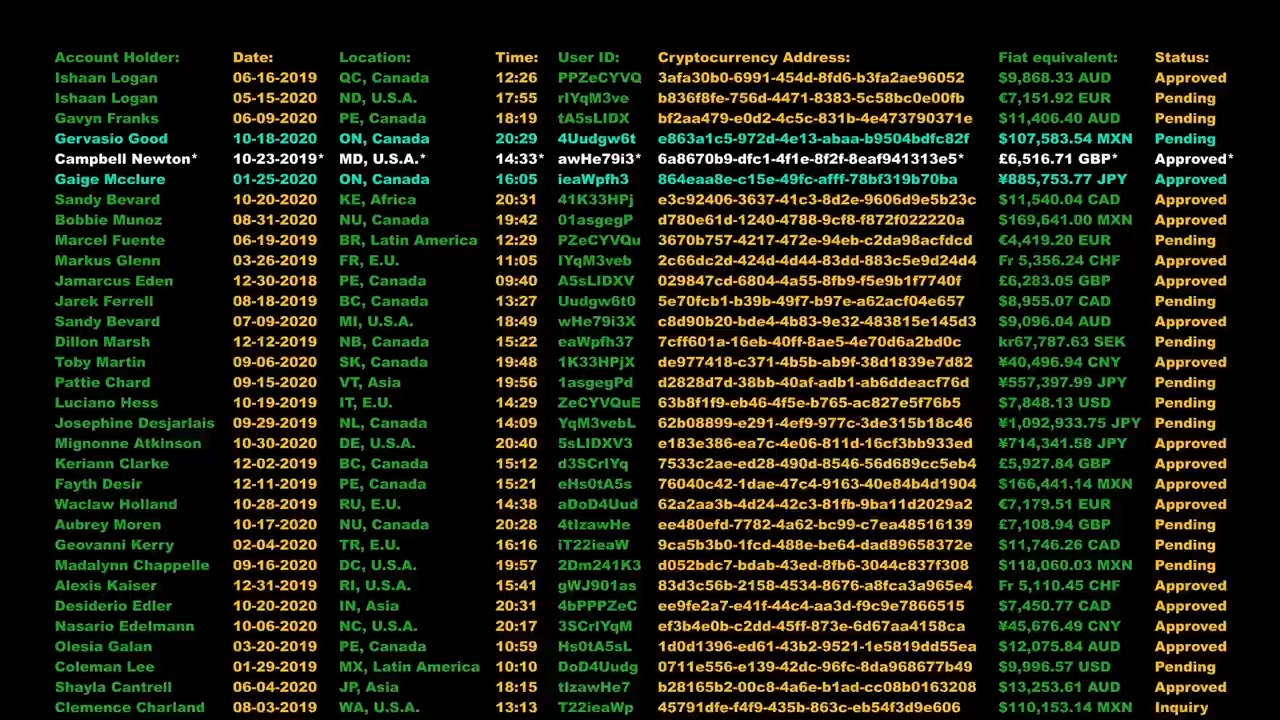 Account Holder: Date: Location: Time: User ID: Cryptocurrency Address: Fiat equivalent: Status:
Ishaan Logan 06-16-2019 QC, Canada 12:26 PPZeCYVQ 3afa30b0-6991-454d-8fd6-b3fa2ae96052 $9,868.33 AUD Approved
Ishaan Logan 05-15-2020 ND, U.S.A. 17:55 rIYqM3ve b836f8fe-756d-4471-8383-5c58bc0e00fb €7,151.92 EUR Pending
Gavyn Franks 06-09-2020 PE, Canada 18:19 tA5sLIDX bf2aa479-e0d2-4c5c-831b-4e473790371e $11,406.40 AUD Pending
Gervasio Good 10-18-2020 ON, Canada 20:29 4Uudgw6t e863a1c5-972d-4e13-abaa-b9504bdfc82f $107,583.54 MXN Pending
Campbell Newton* 10-23-2019* MD, U.S.A.* 14:33* awHe79i3* 6a8670b9-dfc1-4f1e-8f2f-8eaf941313e5* £6,516.71 GBP* Approved*
Gaige Mcclure 01-25-2020 ON, Canada 16:05 ieaWpfh3 864eaa8e-c15e-49fc-afff-78bf319b70ba ¥885,753.77 JPY Approved
Sandy Bevard 10-20-2020 KE, Africa 20:31 41K33HPj e3c92406-3637-41c3-8d2e-9606d9e5b23c $11,540.04 CAD Approved
Bobbie Munoz 08-31-2020 NU, Canada 19:42 01asgegP d780e61d-1240-4788-9cf8-f872f022220a $169,641.00 MXN Pending
Marcel Fuente 06-19-2019 BR, Latin America 12:29 PZeCYVQu 3670b757-4217-472e-94eb-c2da98acfdcd €4,419.20 EUR Pending
Markus Glenn 03-26-2019 FR, E.U. 11:05 IYqM3veb 2c66dc2d-424d-4d44-83dd-883c5e9d24d4 Fr 5,356.24 CHF Approved
Jamarcus Eden 12-30-2018 PE, Canada 09:40 A5sLIDXV 029847cd-6804-4a55-8fb9-f5e9b1f7740f £6,283.05 GBP Approved
Jarek Ferrell 08-18-2019 BC, Canada 13:27 Uudgw6t0 5e70fcb1-b39b-49f7-b97e-a62acf04e657 $8,955.07 CAD Pending
Sandy Bevard 07-09-2020 MI, U.S.A. 18:49 wHe79i3X c8d90b20-bde4-4b83-9e32-483815e145d3 $9,096.04 AUD Approved
Dillon Marsh 12-12-2019 NB, Canada 15:22 eaWpfh37 7cff601a-16eb-40ff-8ae5-4e70d6a2bd0c kr67,787.63 SEK Pending
Toby Martin 09-06-2020 SK, Canada 19:48 1K33HPjX de977418-c371-4b5b-ab9f-38d1839e7d82 ¥40,496.94 CNY Approved
Pattie Chard 09-15-2020 VT, Asia 19:56 1asgegPd d2828d7d-38bb-40af-adb1-ab6ddeacf76d ¥557,397.99 JPY Pending
Luciano Hess 10-19-2019 IT, E.U. 14:29 ZeCYVQuE 63b8f1f9-eb46-4f5e-b765-ac827e5f76b5 $7,848.13 USD Pending
Josephine Desjarlais 09-29-2019 NL, Canada 14:09 YqM3vebL 62b08899-e291-4ef9-977c-3de315b18c46 ¥1,092,933.75 JPY Pending
Mignonne Atkinson 10-30-2020 DE, U.S.A. 20:40 5sLIDXV3 e183e386-ea7c-4e06-811d-16cf3bb933ed ¥714,341.58 JPY Approved
Keriann Clarke 12-02-2019 BC, Canada 15:12 d3SCrIYq 7533c2ae-ed28-490d-8546-56d689cc5eb4 £5,927.84 GBP Approved
Fayth Desir 12-11-2019 PE, Canada 15:21 eHs0tA5s 76040c42-1dae-47c4-9163-40e84b4d1904 $166,441.14 MXN Approved
Waclaw Holland 10-28-2019 RU, E.U. 14:38 aDoD4Uud 62a2aa3b-4d24-42c3-81fb-9ba11d2029a2 €7,179.51 EUR Approved
Aubrey Moren 10-17-2020 NU, Canada 20:28 4tIzawHe ee480efd-7782-4a62-bc99-c7ea48516139 £7,108.94 GBP Pending
Geovanni Kerry 02-04-2020 TR, E.U. 16:16 iT22ieaW 9ca5b3b0-1fcd-488e-be64-dad89658372e $11,746.26 CAD Pending
Madalynn Chappelle 09-16-2020 DC, U.S.A. 19:57 2Dm241K3 d052bdc7-bdab-43ed-8fb6-3044c837f308 $118,060.03 MXN Pending
Alexis Kaiser 12-31-2019 RI, U.S.A. 15:41 gWJ901as 83d3c56b-2158-4534-8676-a8fca3a965e4 Fr 5,110.45 CHF Approved
Desiderio Edler 10-20-2020 IN, Asia 20:31 4bPPPZeC ee9fe2a7-e41f-44c4-aa3d-f9c9e7866515 $7,450.77 CAD Approved
Nasario Edelmann 10-06-2020 NC, U.S.A. 20:17 3SCrIYqM ef3b4e0b-c2dd-45ff-873e-6d67aa4158ca ¥45,676.49 CNY Approved
Olesia Galan 03-20-2019 PE, Canada 10:59 Hs0tA5sL 1d0d1396-ed61-43b2-9521-1e5819dd55ea $12,075.84 AUD Approved
Coleman Lee 01-29-2019 MX, Latin America 10:10 DoD4Uudg 0711e556-e139-42dc-96fc-8da968677b49 $9,996.57 USD Pending
Shayla Cantrell 06-04-2020 JP, Asia 18:15 tIzawHe7 b28165b2-00c8-4a6e-b1ad-cc08b0163208 $13,253.61 AUD Approved
Clemence Charland 08-03-2019 WA, U.S.A. 13:13 T22ieaWp 45791dfe-f4f9-435b-863c-eb54f3d9e606 $110,153.14 MXN Inquiry